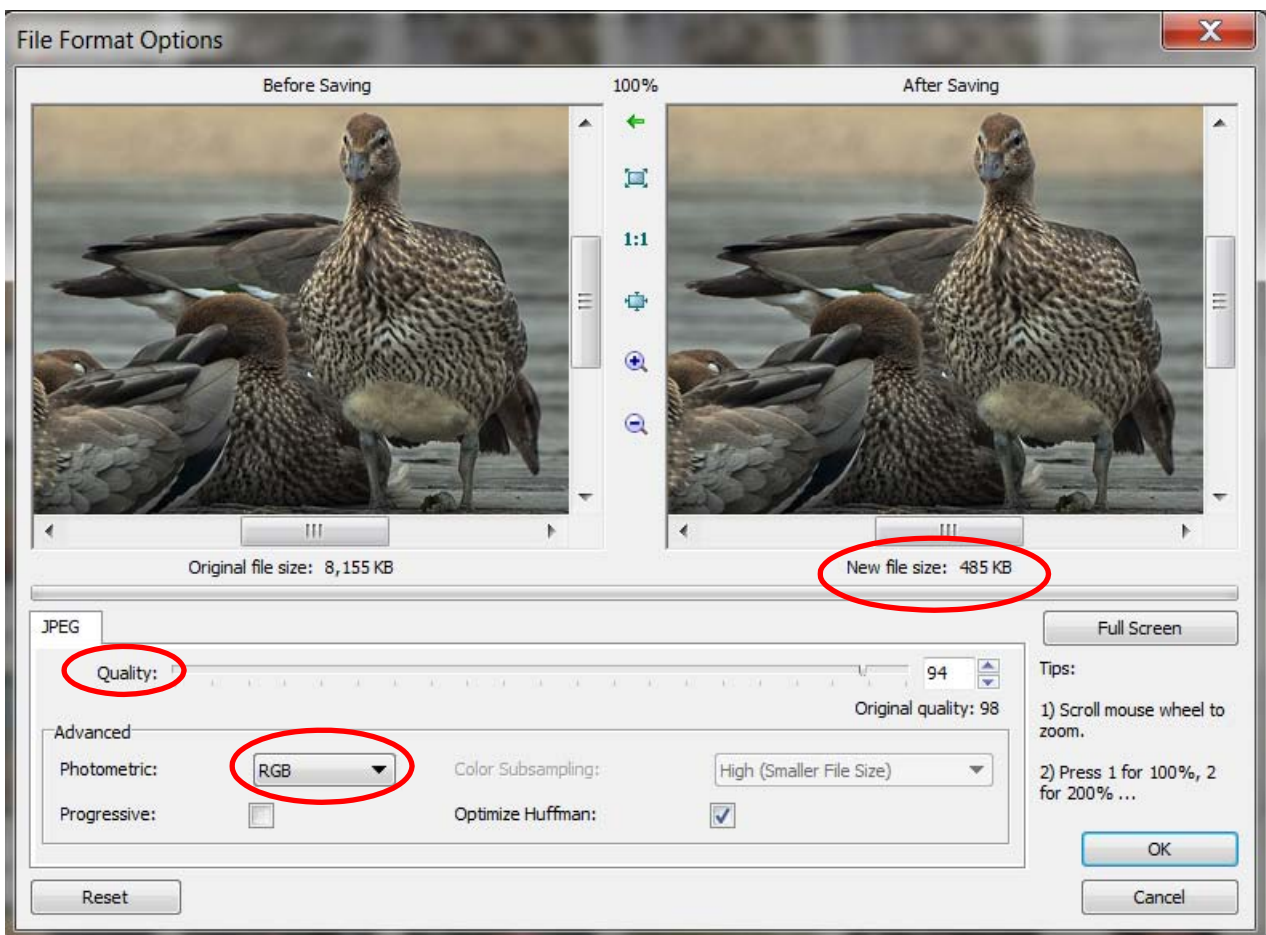 File Format Options
X
Before Saving
100%
After Saving
1:1
Original file size: 8,155 KB
New file size: 485 KB
JPEG
Full Screen
Quality:
94
Tips:
Original quality: 98
1) Scroll mouse wheel to
zoom.
Advanced
Photometric:
RGB
Color Subsampling:
High (Smaller File Size)
2) Press 1 for 100%, 2
for 200% ...
Progressive:
Optimize Huffman:
OK
Reset
Cancel